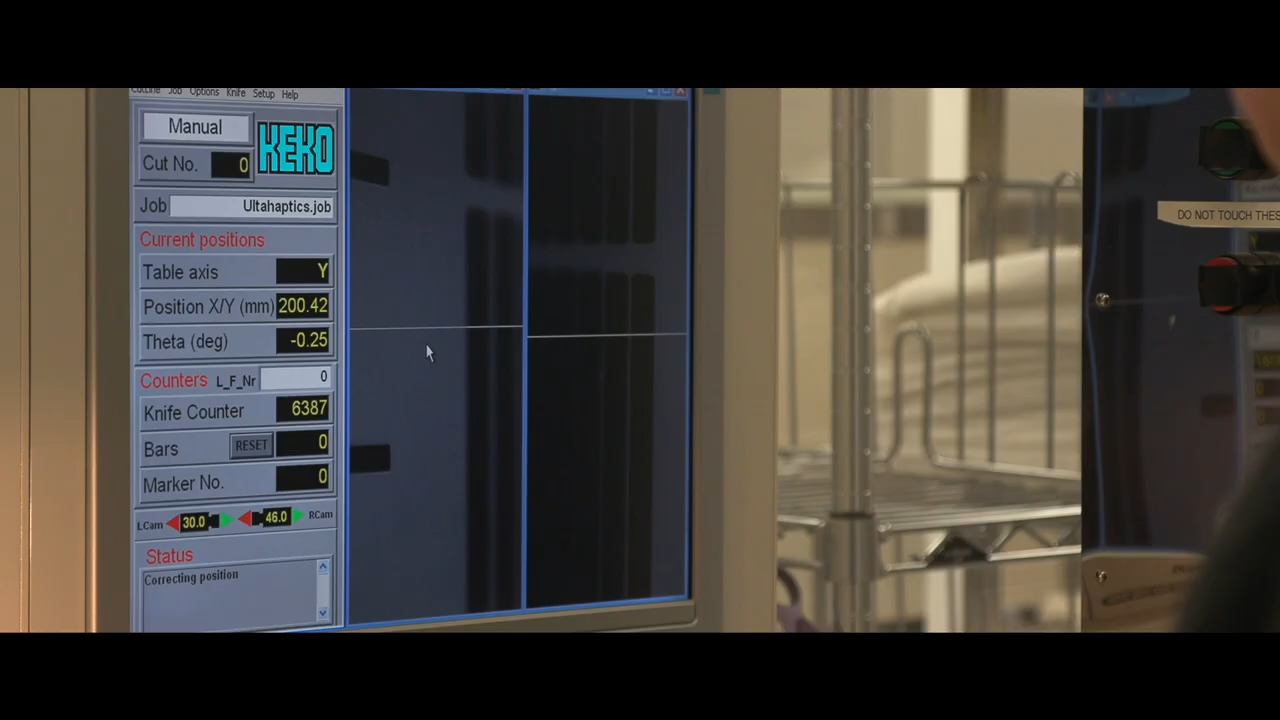 CutLine Job Options Knife Setup Help
Manual
KEKO
Cut No. 0
Job Ultahaptics.job
Current positions
Table axis Y
Position X/Y (mm) 200.42
Theta (deg) -0.25
Counters L_F_Nr 0
Knife Counter 6387
Bars RESET 0
Marker No. 0
LCam 30.0 46.0 RCam
Status
Correcting position
DO NOT TOUCH THES